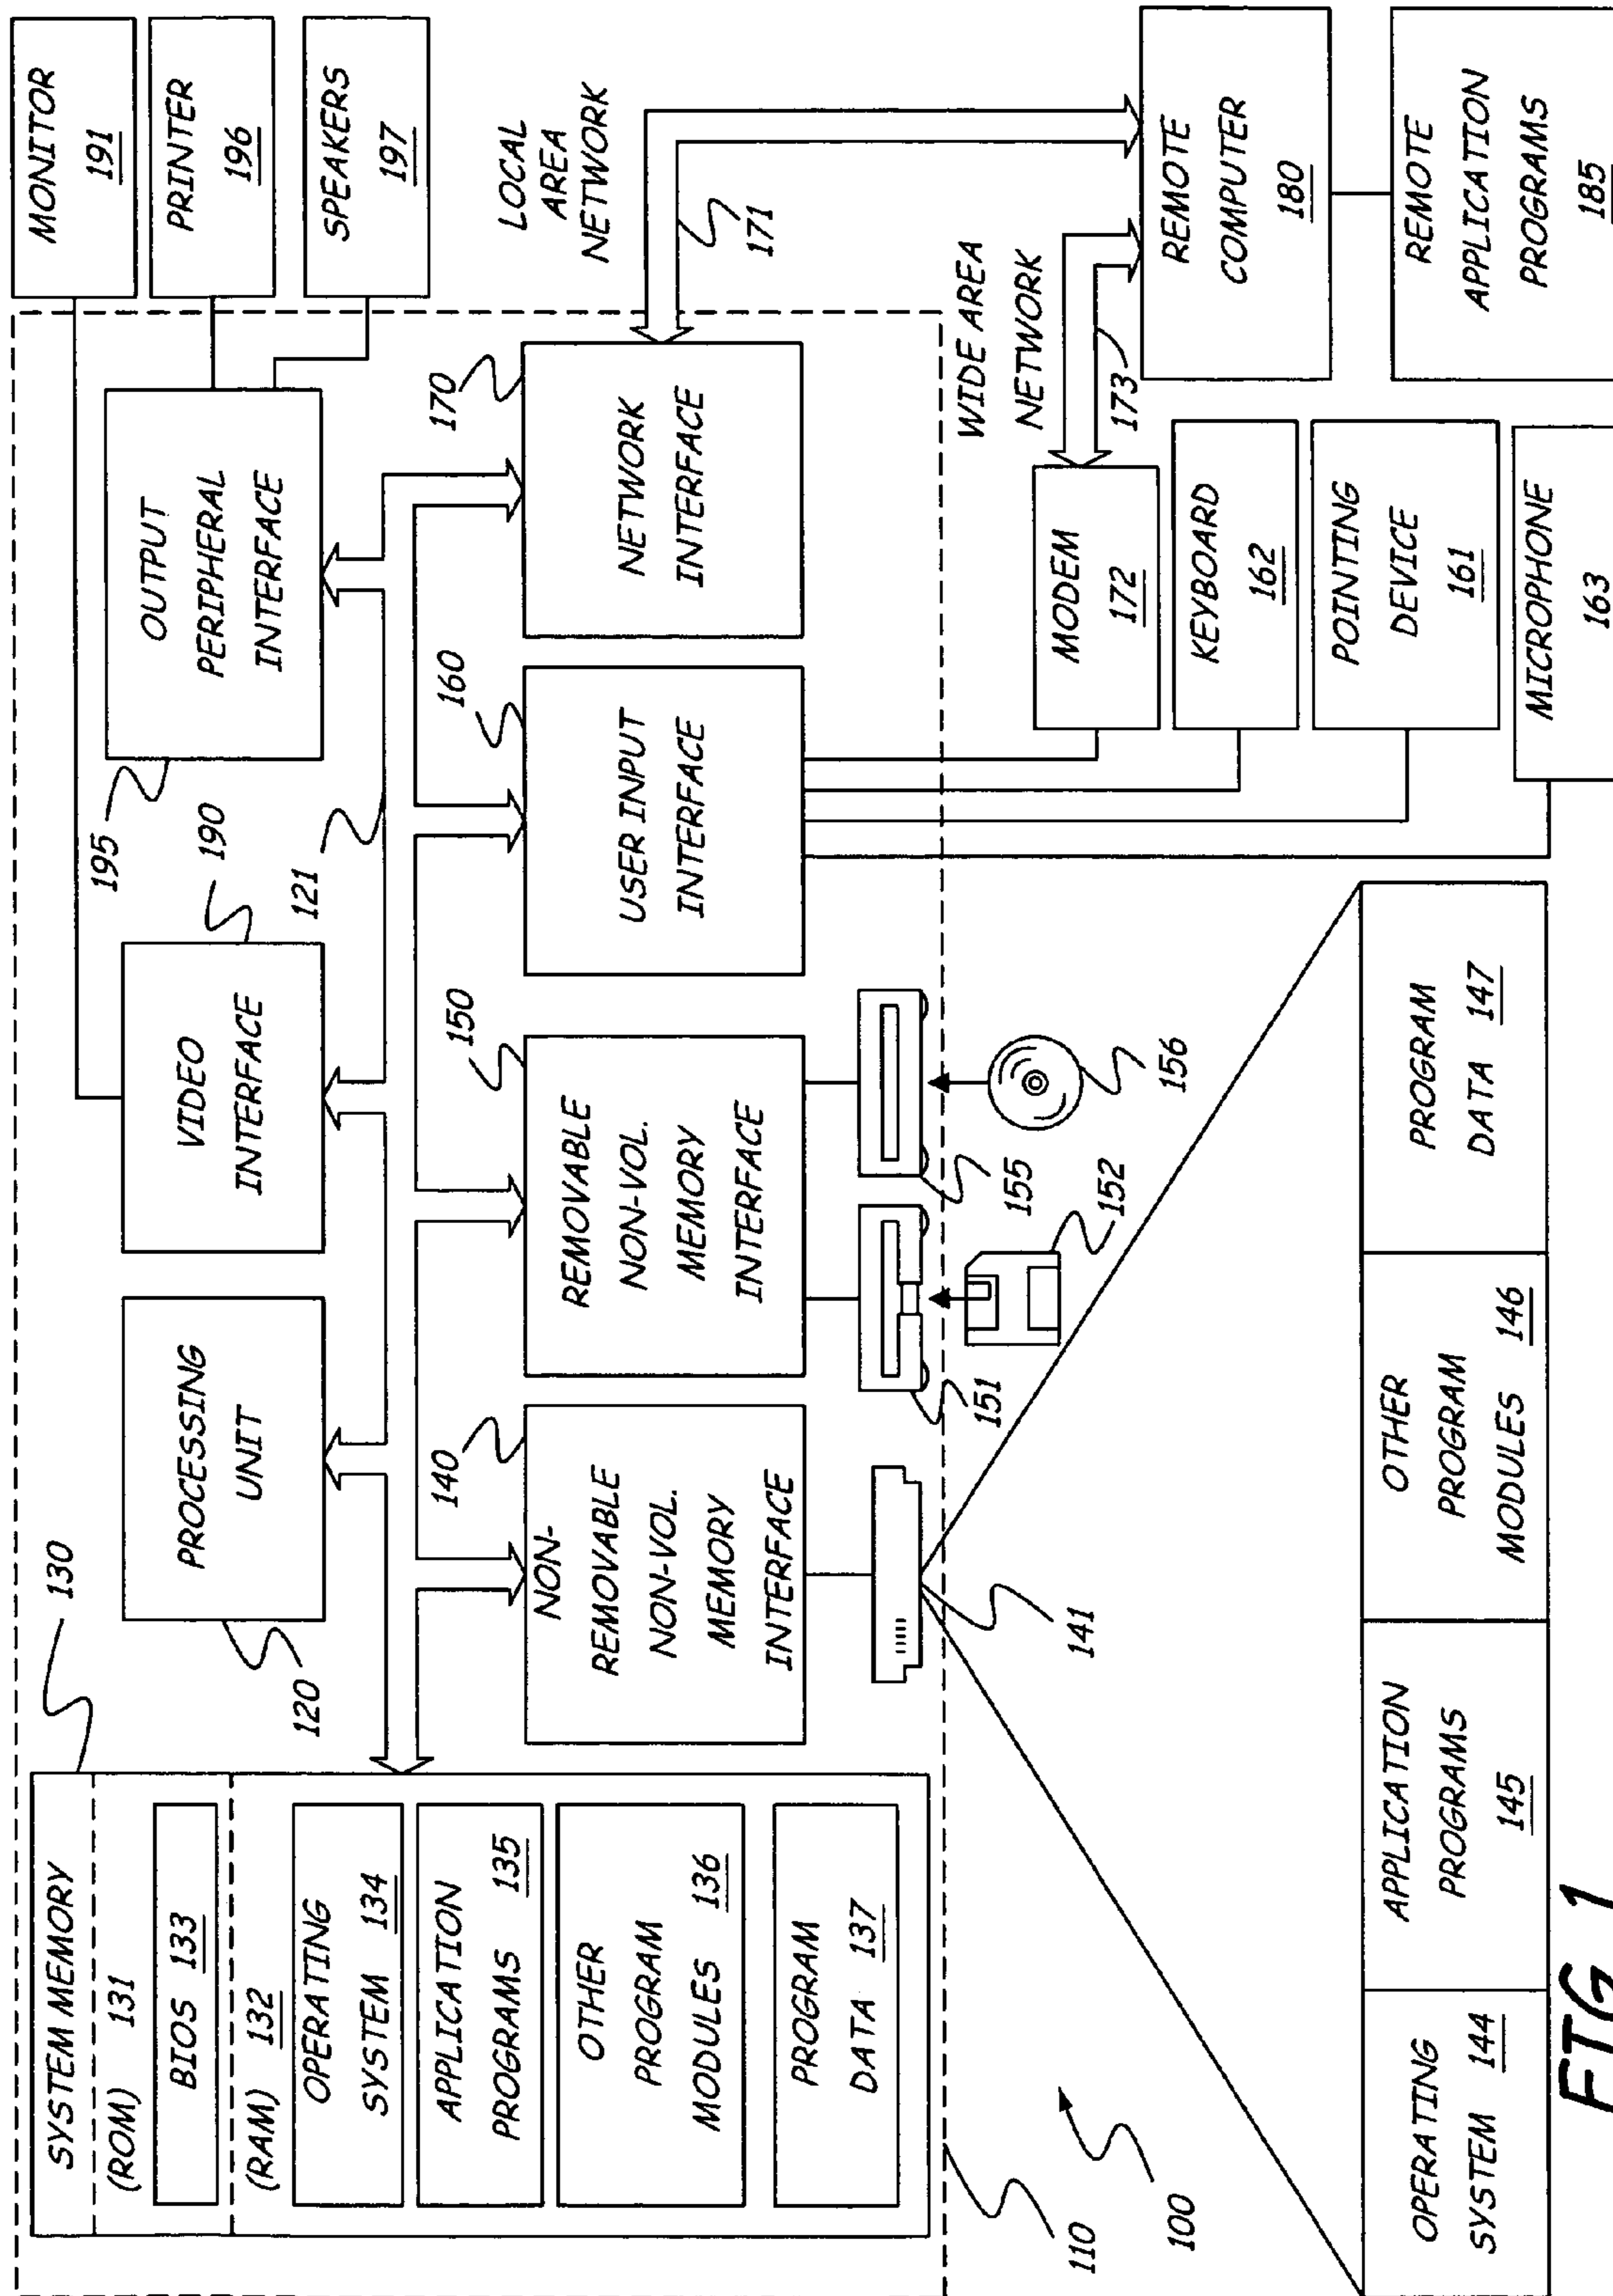 SYSTEM MEMORY
(ROM) 131
BIOS 133
(RAM) 132
OPERATING
SYSTEM 134
APPLICATION
PROGRAMS 135
OTHER
PROGRAM
MODULES 136
PROGRAM
DATA 137
130
120
PROCESSING
UNIT
VIDEO
INTERFACE
190
195
OUTPUT
PERIPHERAL
INTERFACE
121
MONITOR
191
PRINTER
196
SPEAKERS
197
140
NON-
REMOVABLE
NON-VOL.
MEMORY
INTERFACE
150
REMOVABLE
NON-VOL.
MEMORY
INTERFACE
160
USER INPUT
INTERFACE
170
NETWORK
INTERFACE
LOCAL
AREA
NETWORK
171
141
151
152
155
156
WIDE AREA
NETWORK
173
MODEM
172
KEYBOARD
162
POINTING
DEVICE
161
MICROPHONE
163
REMOTE
COMPUTER
180
REMOTE
APPLICATION
PROGRAMS
185
110
100
OPERATING
SYSTEM 144
APPLICATION
PROGRAMS
145
OTHER
PROGRAM
MODULES 146
PROGRAM
DATA 147
FIG. 1